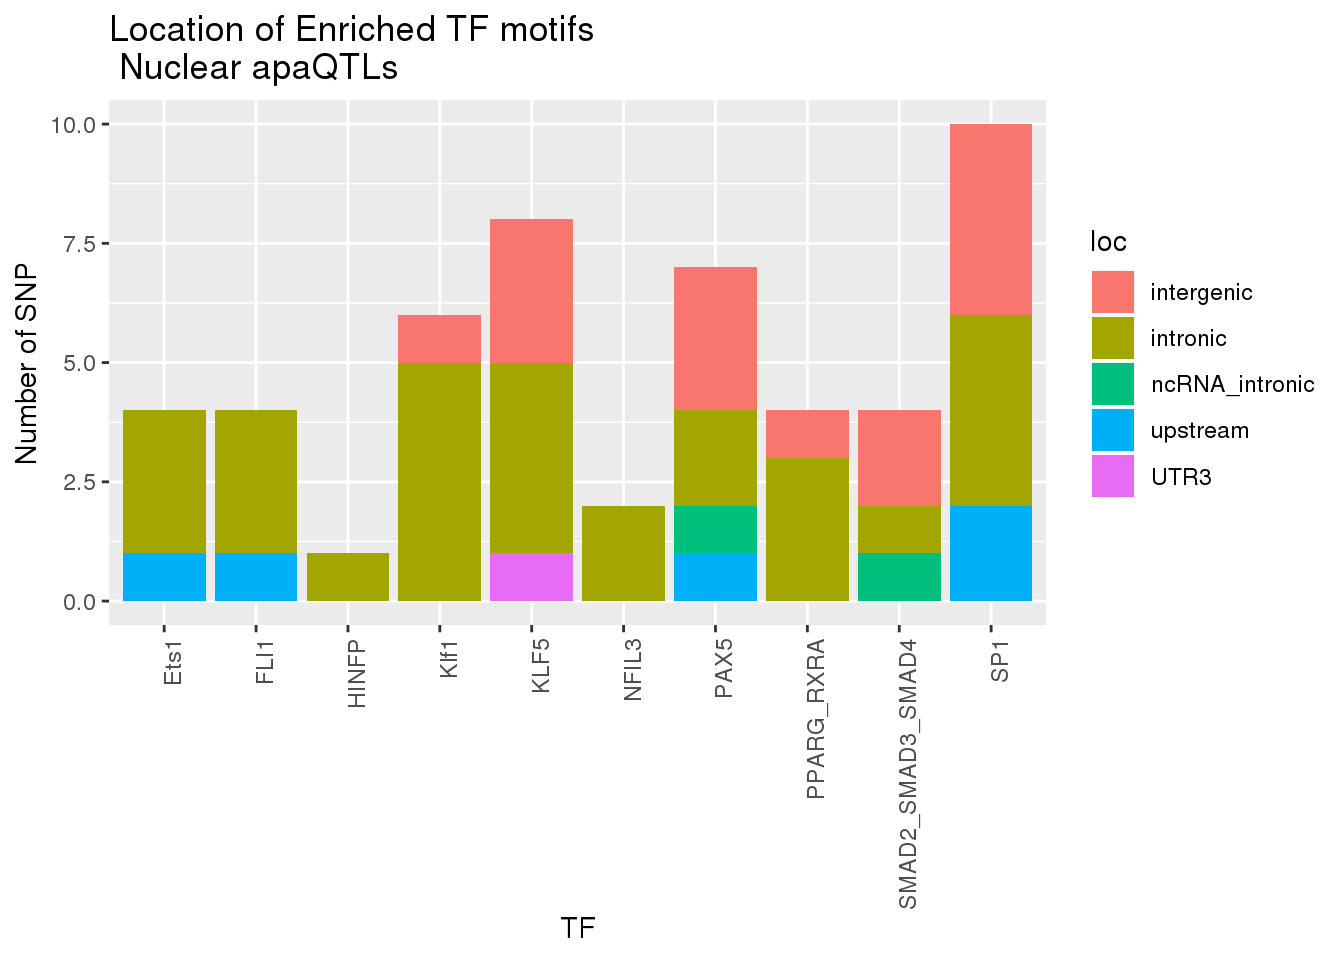 Location of Enriched TF motifs
Nuclear apaQTLs
Number of SNP
10.0
7.5
5.0
2.5
0.0
Ets1
FLI1
HINFP
Klf1
KLF5
NFIL3
PAX5
PPARG_RXRA
SMAD2_SMAD3_SMAD4
SP1
TF
loc
intergenic
intronic
ncRNA_intronic
upstream
UTR3